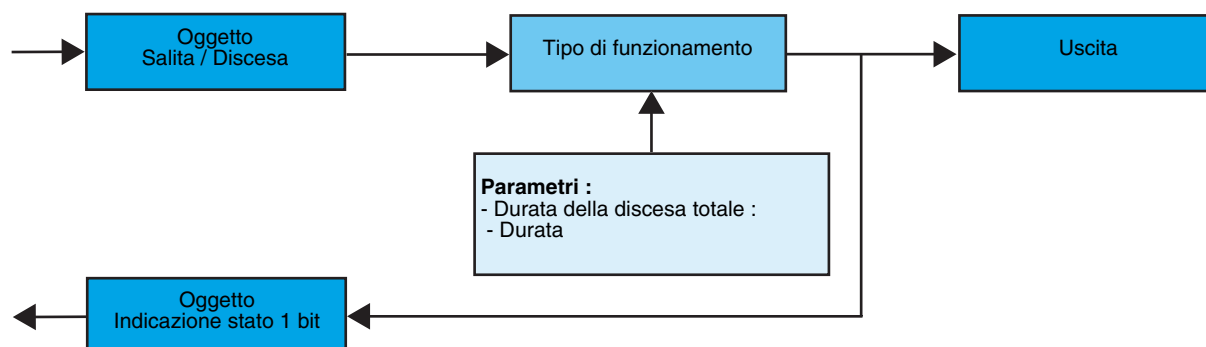 Oggetto
Salita / Discesa
Tipo di funzionamento
Uscita
Parametri :
- Durata della discesa totale :
- Durata
Oggetto
Indicazione stato 1 bit